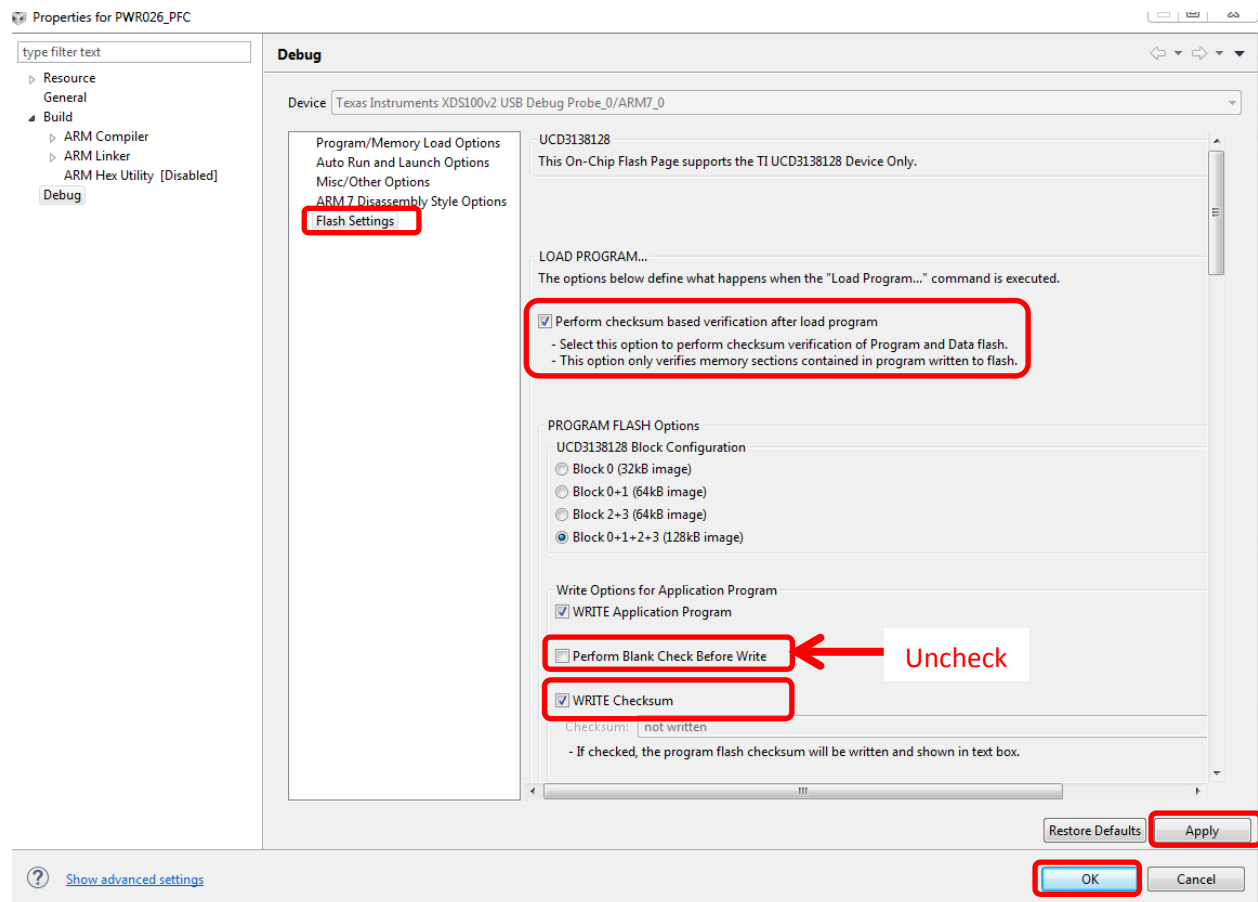 Properties for PWR026_PFC
type filter text
Resource
General
Build
ARM Compiler
ARM Linker
ARM Hex Utility [Disabled]
Debug
Debug
Device Texas Instruments XDS100v2 USB Debug Probe_0/ARM7_0
Program/Memory Load Options
Auto Run and Launch Options
Misc/Other Options
ARM 7 Disassembly Style Options
Flash Settings
UCD3138128
This On-Chip Flash Page supports the TI UCD3138128 Device Only.
LOAD PROGRAM...
The options below define what happens when the "Load Program..." command is executed.
Perform checksum based verification after load program
- Select this option to perform checksum verification of Program and Data flash.
- This option only verifies memory sections contained in program written to flash.
PROGRAM FLASH Options
UCD3138128 Block Configuration
Block 0 (32kB image)
Block 0+1 (64kB image)
Block 2+3 (64kB image)
Block 0+1+2+3 (128kB image)
Write Options for Application Program
WRITE Application Program
Perform Blank Check Before Write
Uncheck
WRITE Checksum
Checksum: not written
- If checked, the program flash checksum will be written and shown in text box.
Restore Defaults Apply
? Show advanced settings
OK Cancel